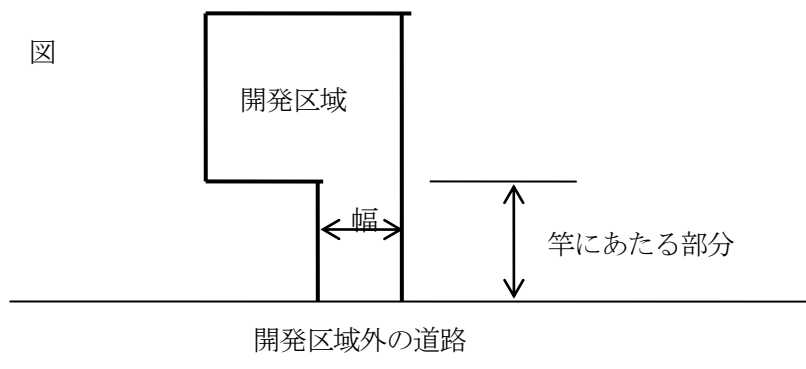 図
開発区域
幅
竿にあたる部分
開発区域外の道路